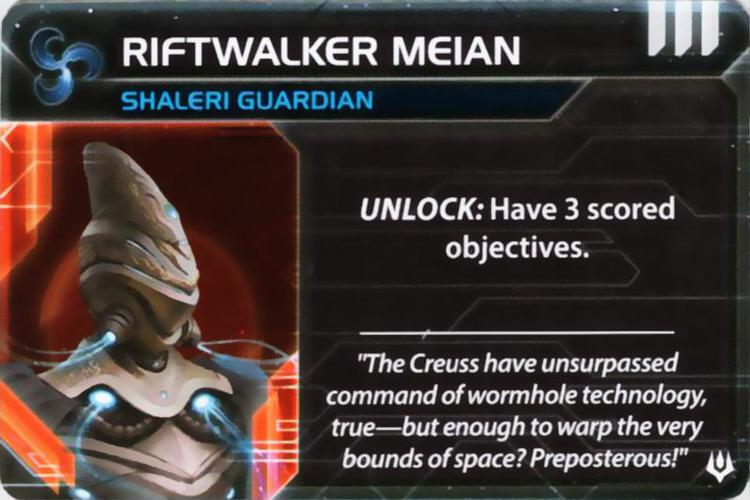 RIFTWALKER MEIAN
SHALERI GUARDIAN
UNLOCK: Have 3 scored
objectives.
"The Creuss have unsurpassed
command of wormhole technology,
true—but enough to warp the very
bounds of space? Preposterous!"